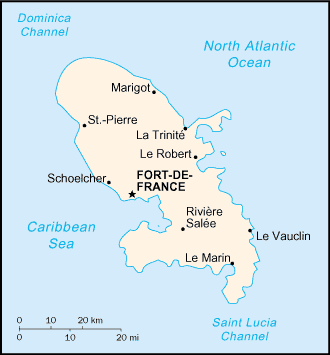 Dominica
Channel
North Atlantic
Ocean
Marigot
St.-Pierre
La Trinité
Le Robert
Schoelcher
FORT-DE-
FRANCE
Caribbean
Sea
Rivière
Salée
Le Vauclin
Le Marin
Saint Lucia
Channel
0 10 20 km
0 10 20 mi